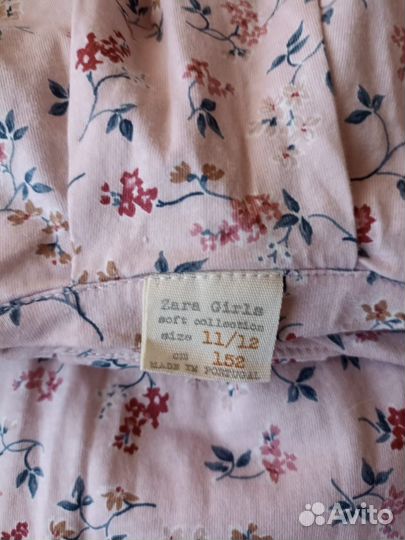 Zara Girls
soft collection
size 11/12
cm 152
MADE IN PORTUGAL
Avito